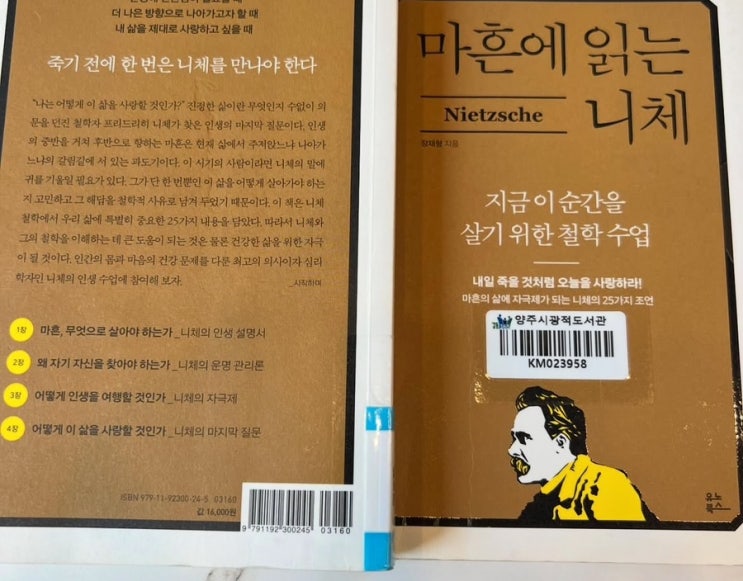 더 나은 방향으로 나아가고자 할 때
내 삶을 제대로 사랑하고 싶을 때
죽기 전에 한 번은 니체를 만나야 한다
"나는 어떻게 이 삶을 사랑할 것인가?" 진정한 삶이란 무엇인지 수없이 의
문을 던진 철학자 프리드리히 니체가 찾은 인생의 마지막 질문이다. 인생
의 중반을 거쳐 후반으로 향하는 마흔은 현재 삶에서 주저앉느냐 나아가
느냐의 갈림길에 서 있는 과도기이다. 이 시기의 사람이라면 니체의 말에
귀를 기울일 필요가 있다. 그가 단 한 번뿐인 이 삶을 어떻게 살아가야 하는
지 고민하고 그 해답을 철학적 사유로 남겨 두었기 때문이다. 이 책은 니체
철학에서 우리 삶에 특별히 중요한 25가지 내용을 담았다. 따라서 니체와
그의 철학을 이해하는 데 큰 도움이 되는 것은 물론 건강한 삶을 위한 자극
이 될 것이다. 인간의 몸과 마음의 건강 문제를 다룬 최고의 의사이자 심리
학자인 니체의 인생 수업에 참여해 보자.
_시작하며
1장 마흔, 무엇으로 살아야 하는가 _니체의 인생 설명서
2장 왜 자기 자신을 찾아야 하는가 _니체의 운명 관리론
3장 어떻게 인생을 여행할 것인가 _니체의 자극제
4장 어떻게 이 삶을 사랑할 것인가 _니체의 마지막 질문
ISBN 979-11-92300-24-5 03160
값 16,000원
9 791192 300245 03160
마흔에 읽는
Nietzsche
니체
장재형 지음
지금 이 순간을
살기 위한 철학 수업
내일 죽을 것처럼 오늘을 사랑하라!
마흔의 삶에 자극제가 되는 니체의 25가지 조언
양주시광적도서관
KM023958
유노
북스